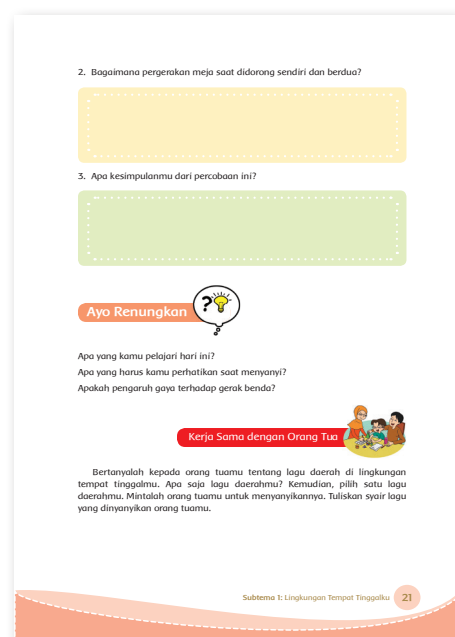 2. Bagaimana pergerakan meja saat didorong sendiri dan berdua?
3. Apa kesimpulanmu dari percobaan ini?
Ayo Renungkan
?
Apa yang kamu pelajari hari ini?
Apa yang harus kamu perhatikan saat menyanyi?
Apakah pengaruh gaya terhadap gerak benda?
Kerja Sama dengan Orang Tua
Bertanyalah kepada orang tuamu tentang lagu daerah di lingkungan
tempat tinggalmu. Apa saja lagu daerahmu? Kemudian, pilih satu lagu
daerahmu. Mintalah orang tuamu untuk menyanyikannya. Tuliskan syair lagu
yang dinyanyikan orang tuamu.
Subtema 1: Lingkungan Tempat Tinggalku 21